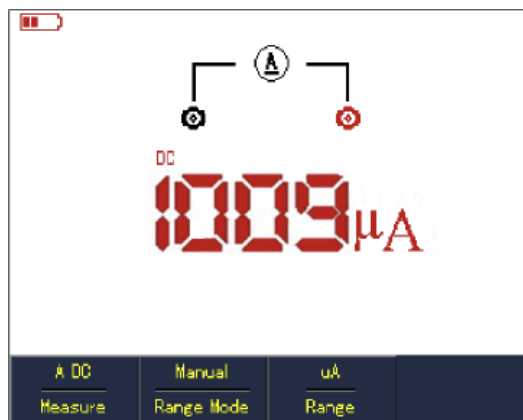 A
DC
1009μA
A DC Manual uA
Measure Range Mode Range